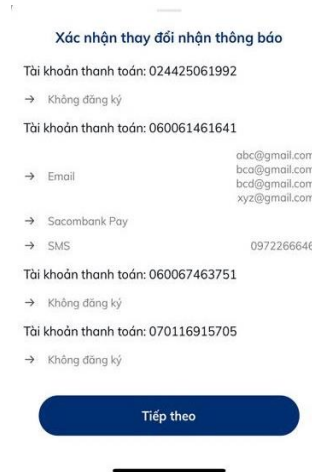 Xác nhận thay đổi nhận thông báo
Tài khoản thanh toán: 024425061992
→ Không đăng ký
Tài khoản thanh toán: 060061461641
→ Email
abc@gmail.com
bca@gmail.com
bcd@gmail.com
xyz@gmail.com
→ Sacombank Pay
→ SMS 0972266646
Tài khoản thanh toán: 060067463751
→ Không đăng ký
Tài khoản thanh toán: 070116915705
→ Không đăng ký
Tiếp theo